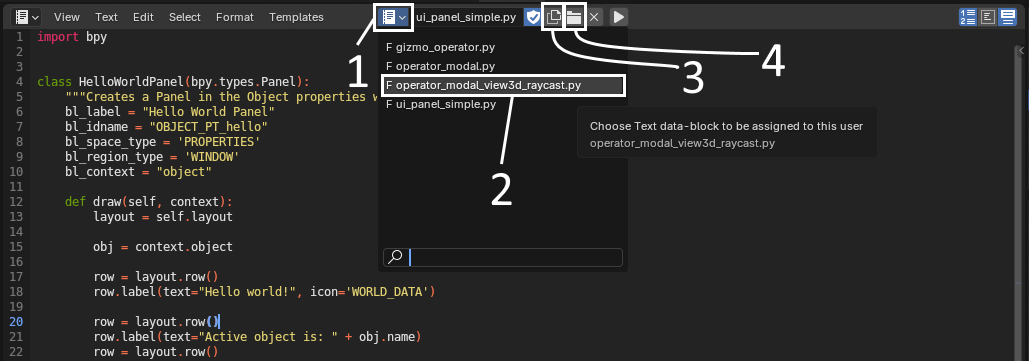 View Text Edit Select Format Templates ui_panel_simple.py
1 import bpy
2
3
4 class HelloWorldPanel(bpy.types.Panel):
5 """Creates a Panel in the Object properties w
6 bl_label = "Hello World Panel"
7 bl_idname = "OBJECT_PT_hello"
8 bl_space_type = 'PROPERTIES'
9 bl_region_type = 'WINDOW'
10 bl_context = "object"
11
12 def draw(self, context):
13 layout = self.layout
14
15 obj = context.object
16
17 row = layout.row()
18 row.label(text="Hello world!", icon='WORLD_DATA')
19
20 row = layout.row()
21 row.label(text="Active object is: " + obj.name)
22 row = layout.row()
F gizmo_operator.py
F operator_modal.py
F operator_modal_view3d_raycast.py
F ui_panel_simple.py
Choose Text data-block to be assigned to this user
operator_modal_view3d_raycast.py
1
2
3
4